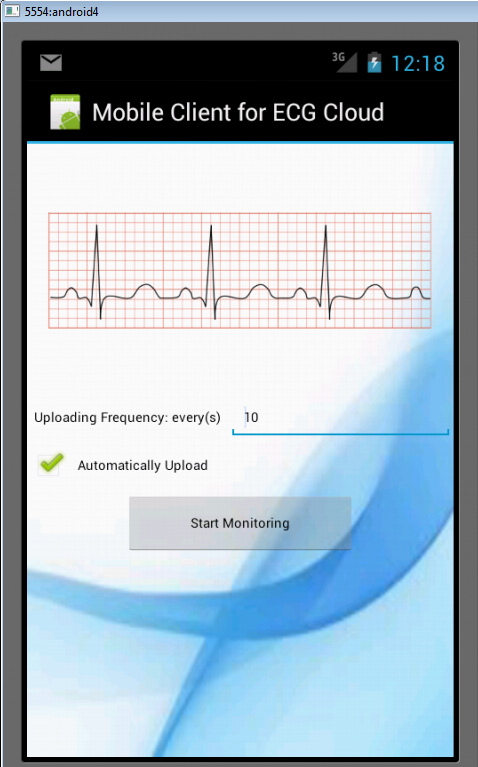 5554:android4
3G
12:18
Mobile Client for ECG Cloud
Uploading Frequency: every(s) 10
Automatically Upload
Start Monitoring